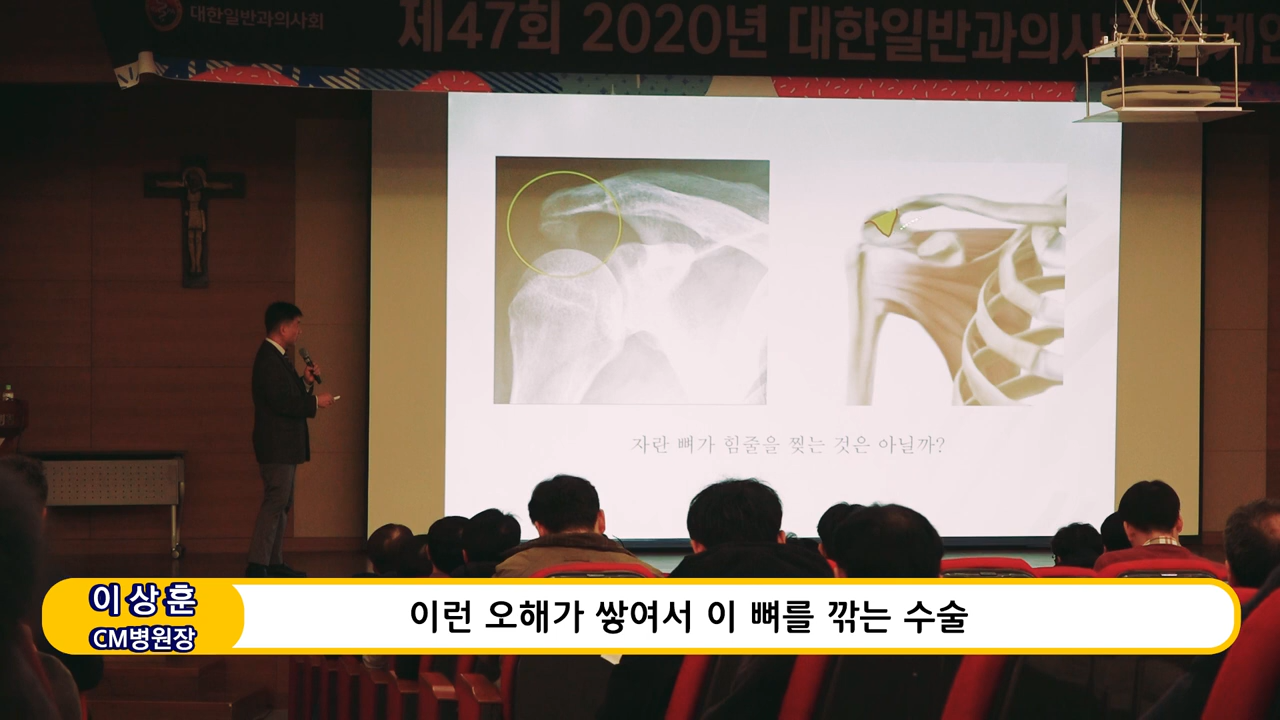 대한일반과의사회
제47회 2020년 대한일반과의사회
자란 뼈가 힘줄을 찢는 것은 아닐까?
이상훈
CM병원장
이런 오해가 쌓여서 이 뼈를 깎는 수술